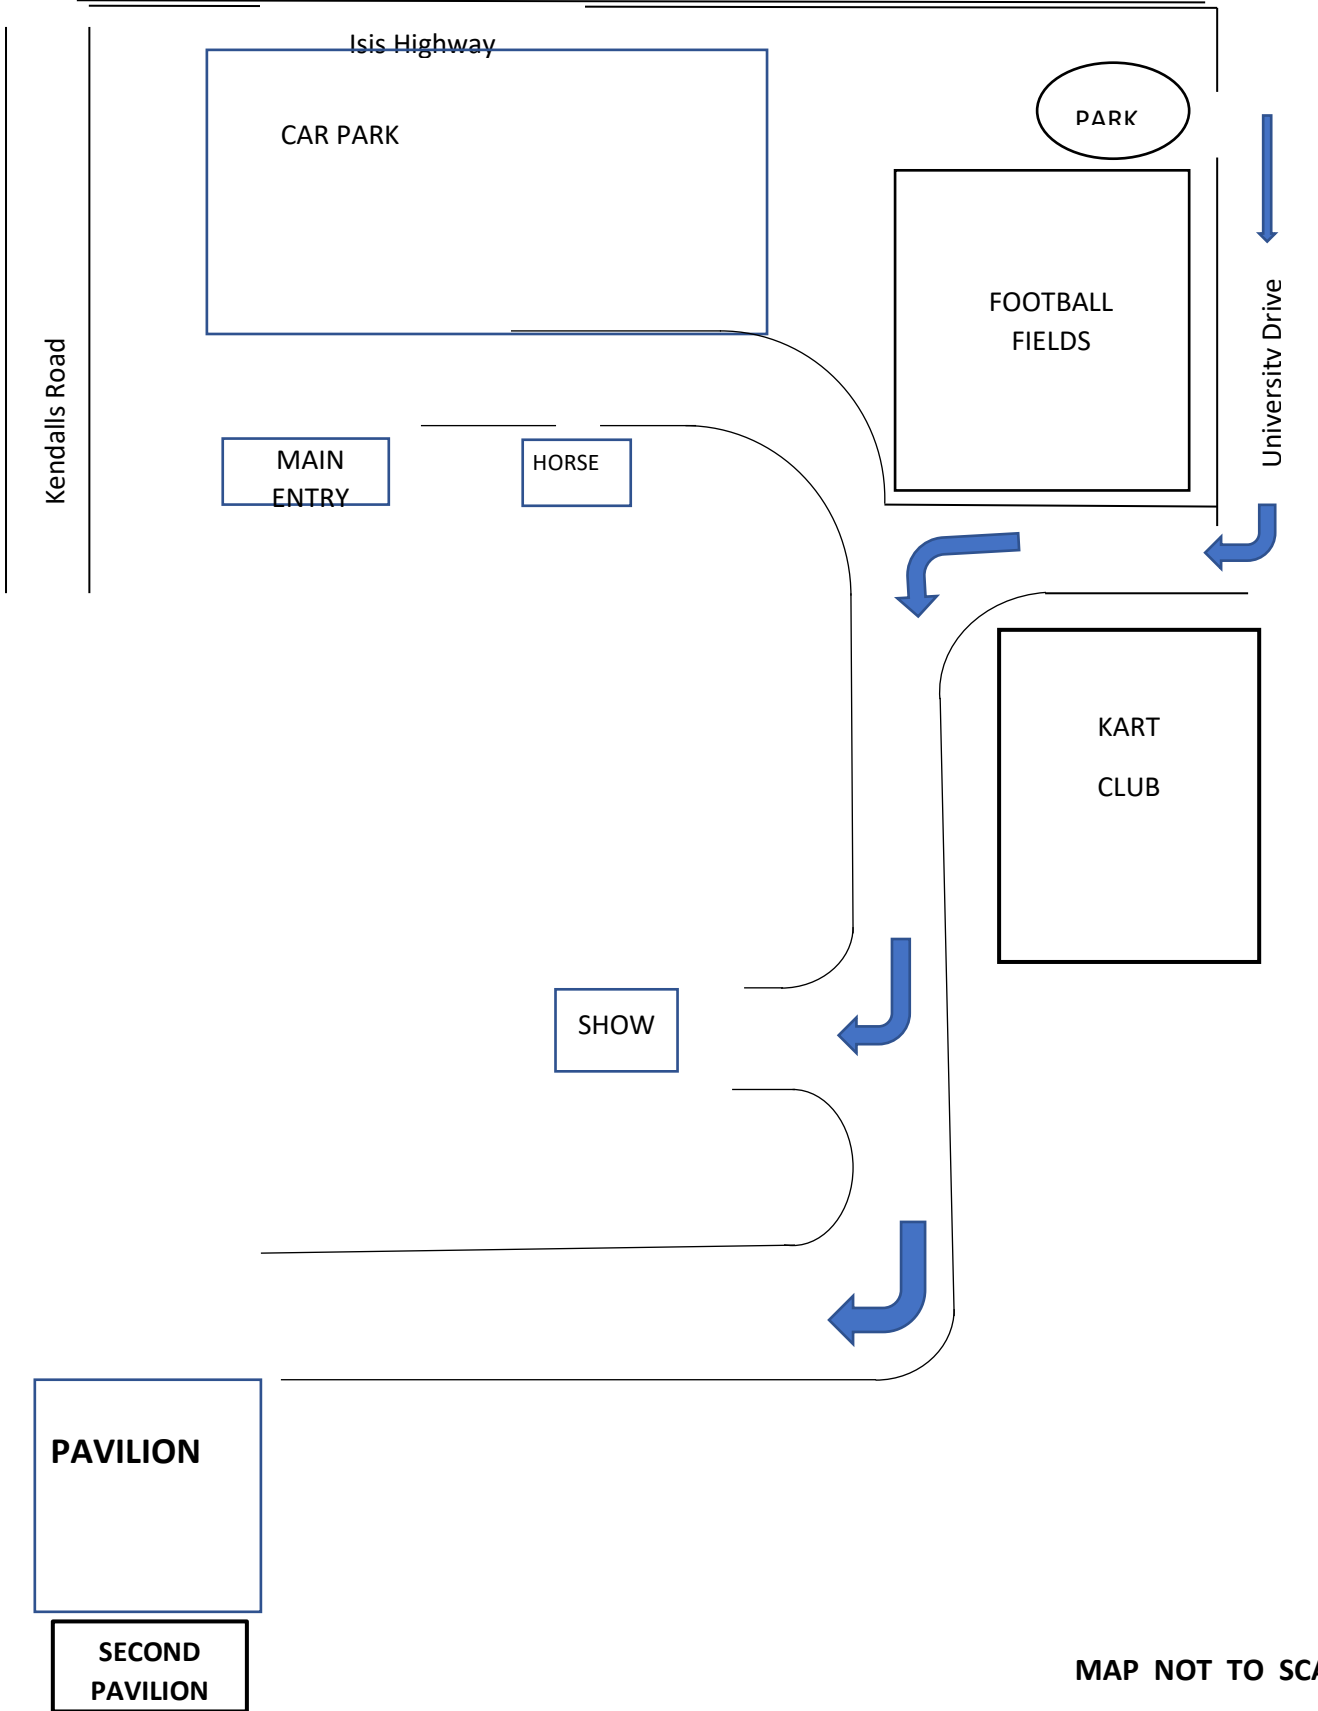 Isis Highway
CAR PARK
PARK
FOOTBALL
FIELDS
University Drive
Kendalls Road
MAIN
ENTRY
HORSE
KART
CLUB
SHOW
PAVILION
SECOND
PAVILION
MAP NOT TO SCA